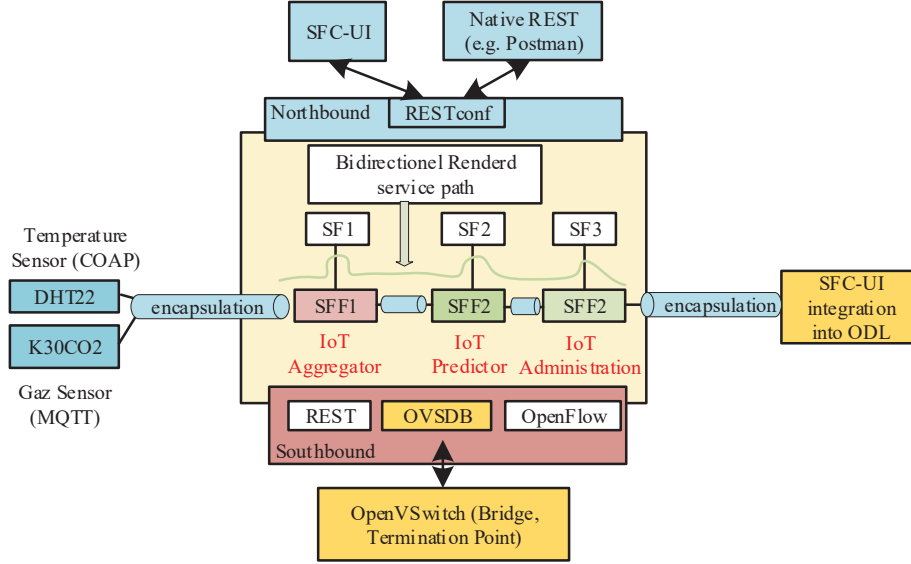 SFC-UI
Native REST
(e.g. Postman)
Northbound
RESTconf
Bidirectionel Renderd
service path
SF1
SF2
SF3
Temperature
Sensor (COAP)
DHT22
K30CO2
Gaz Sensor
(MQTT)
encapsulation
SFF1
SFF2
SFF2
encapsulation
SFC-UI
integration
into ODL
IoT
Aggregator
IoT
Predictor
IoT
Administration
REST
OVSDB
OpenFlow
Southbound
OpenVSwitch (Bridge,
Termination Point)